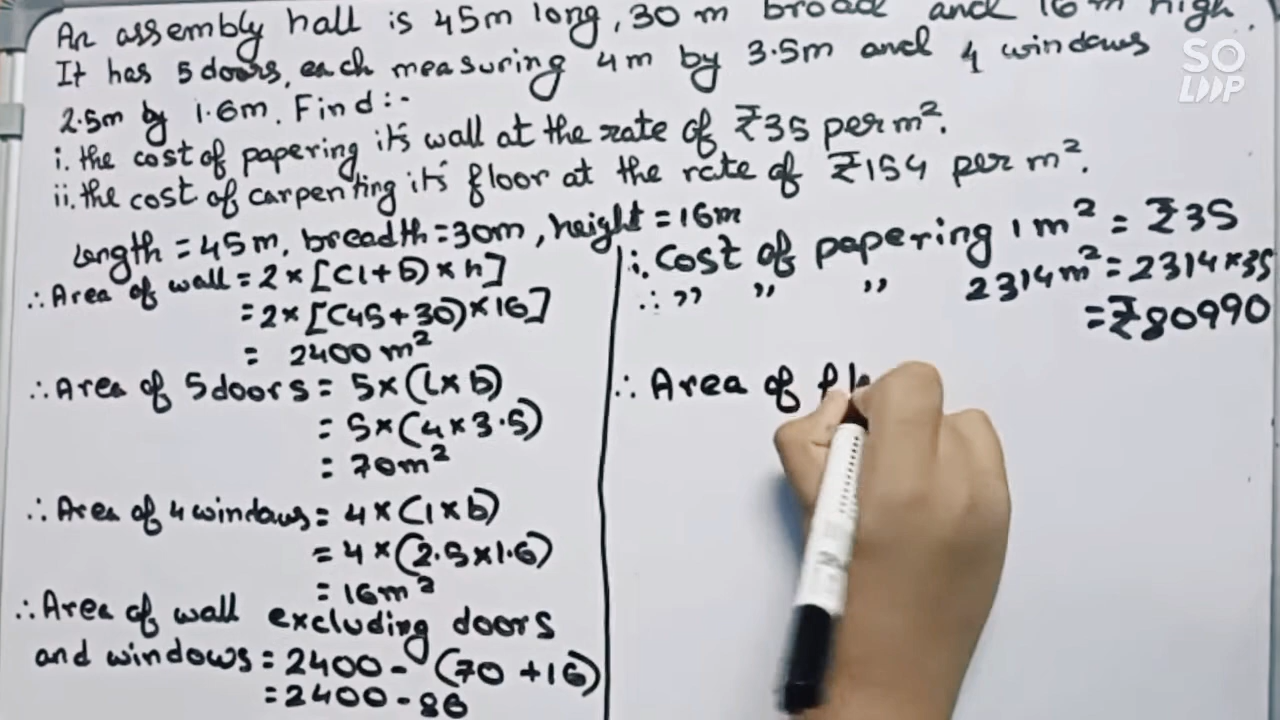 An assembly hall is 45m long, 30 m broad and 16 m high.
It has 5 doors, each measuring 4m by 3.5m and 4 windows
2.5m by 1.6m. Find:-
i. the cost of papering it's wall at the rate of ₹35 per m².
ii. the cost of carpenting it's floor at the rate of ₹154 per m².
Length = 45m, breadth = 30m, height = 16m
∴ Area of wall = 2 × [(l + b) × h]
= 2 × [(45 + 30) × 16]
= 2400 m²
∴ Area of 5 doors = 5 × (l × b)
= 5 × (4 × 3.5)
= 70m²
∴ Area of 4 windows = 4 × (l × b)
= 4 × (2.5 × 1.6)
= 16m²
∴ Area of wall excluding doors
and windows = 2400 - (70 + 16)
= 2400 - 86
i. Cost of papering 1 m² = ₹35
∴ ,, ,, ,, 2314m² = 2314 × 35
= ₹80990
∴ Area of
SO
LOOP